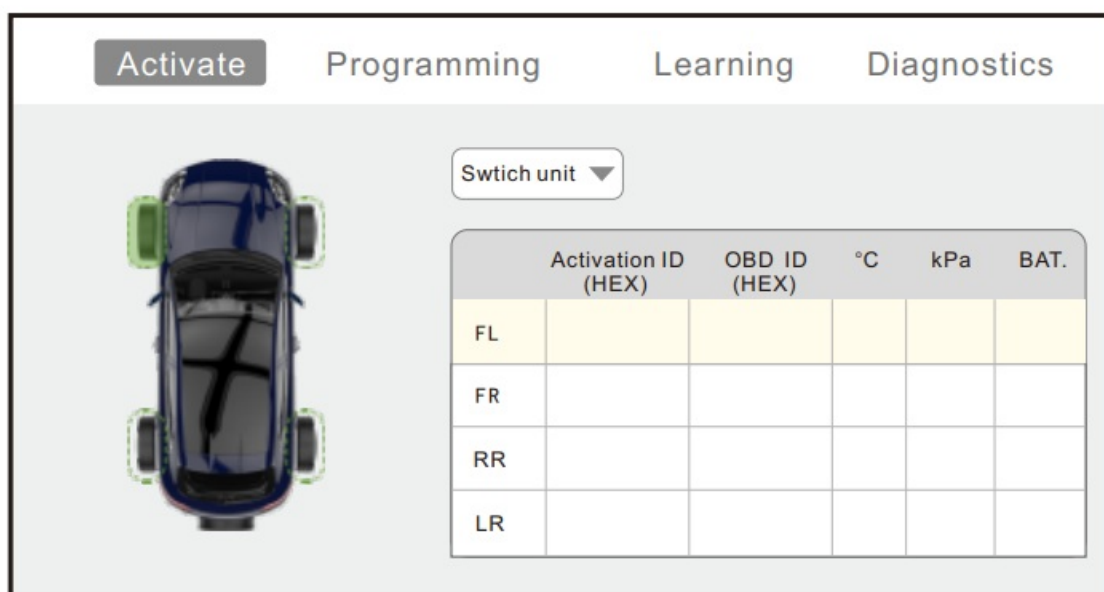 Activate Programming Learning Diagnostics
Swtich unit
Activation ID OBD ID °C kPa BAT.
(HEX) (HEX)
FL
FR
RR
LR